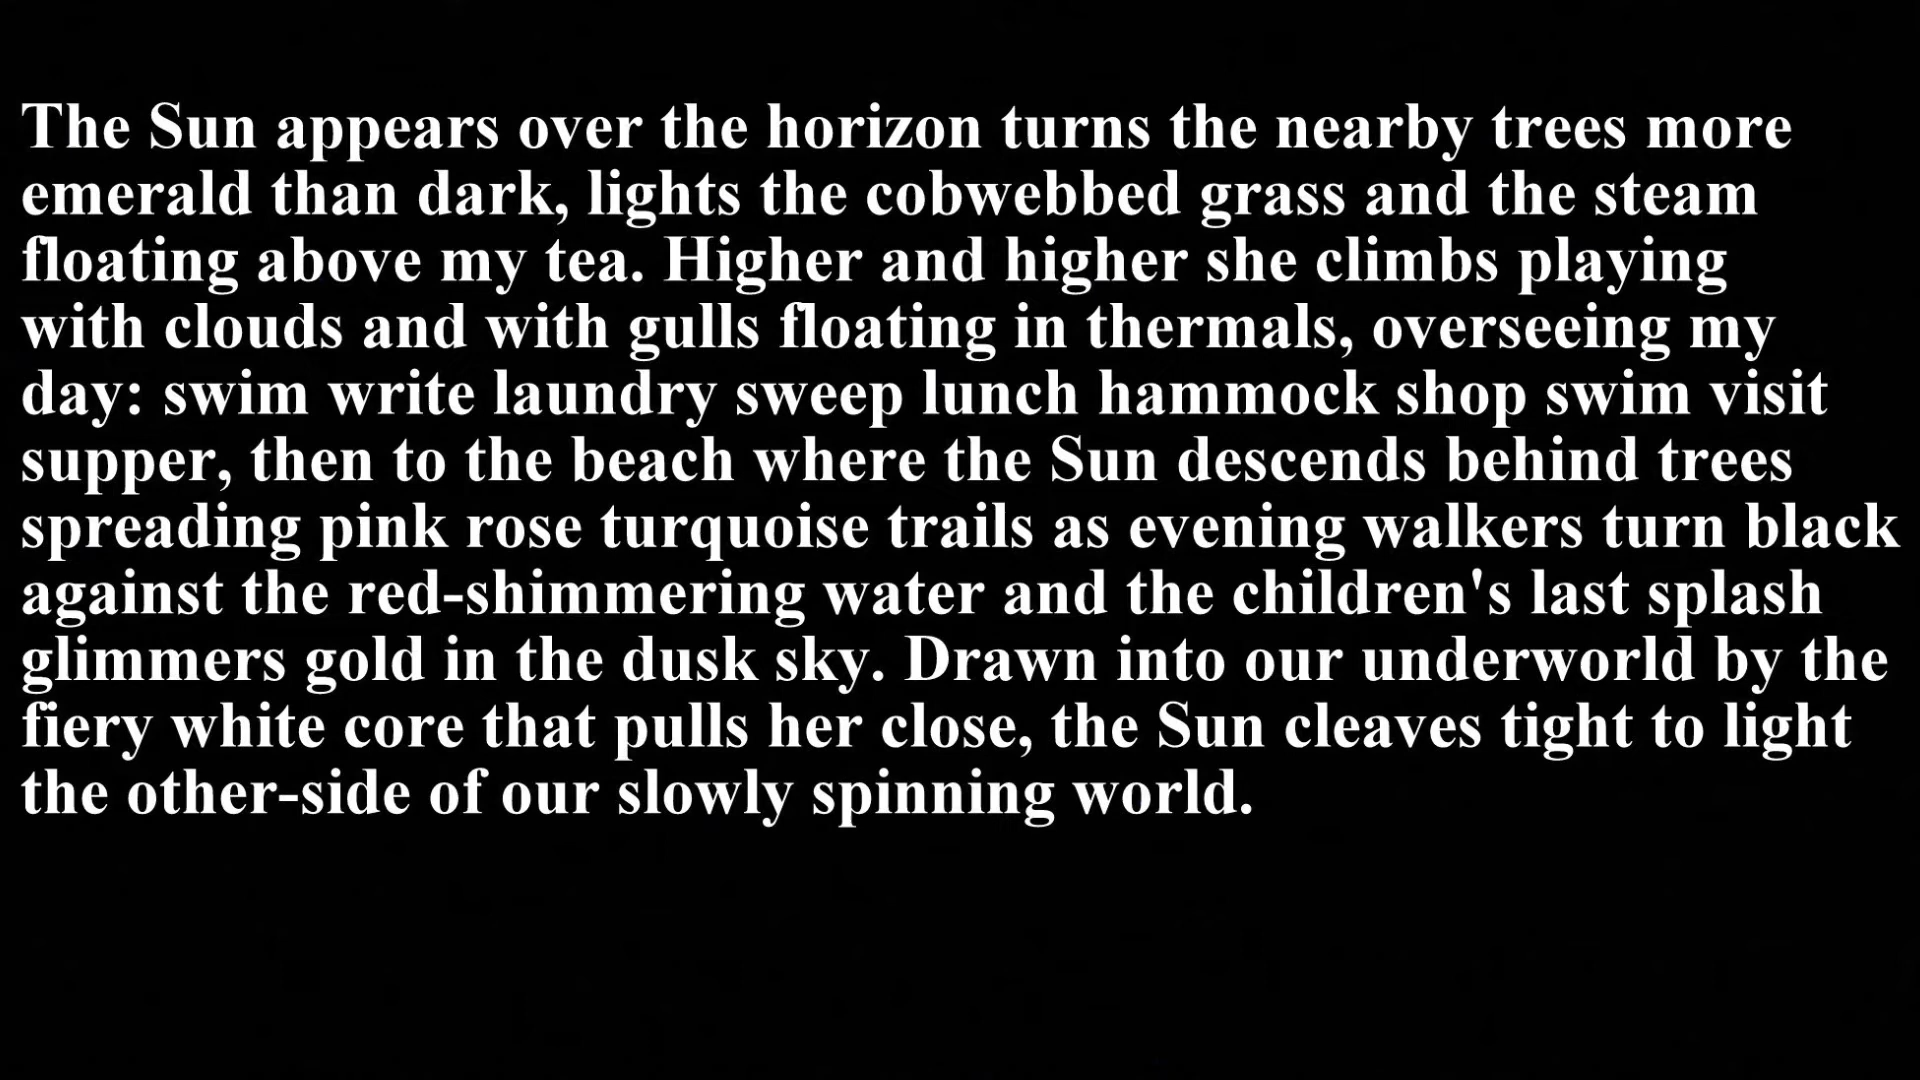 The Sun appears over the horizon turns the nearby trees more
emerald than dark, lights the cobwebbed grass and the steam
floating above my tea. Higher and higher she climbs playing
with clouds and with gulls floating in thermals, overseeing my
day: swim write laundry sweep lunch hammock shop swim visit
supper, then to the beach where the Sun descends behind trees
spreading pink rose turquoise trails as evening walkers turn black
against the red-shimmering water and the children's last splash
glimmers gold in the dusk sky. Drawn into our underworld by the
fiery white core that pulls her close, the Sun cleaves tight to light
the other-side of our slowly spinning world.